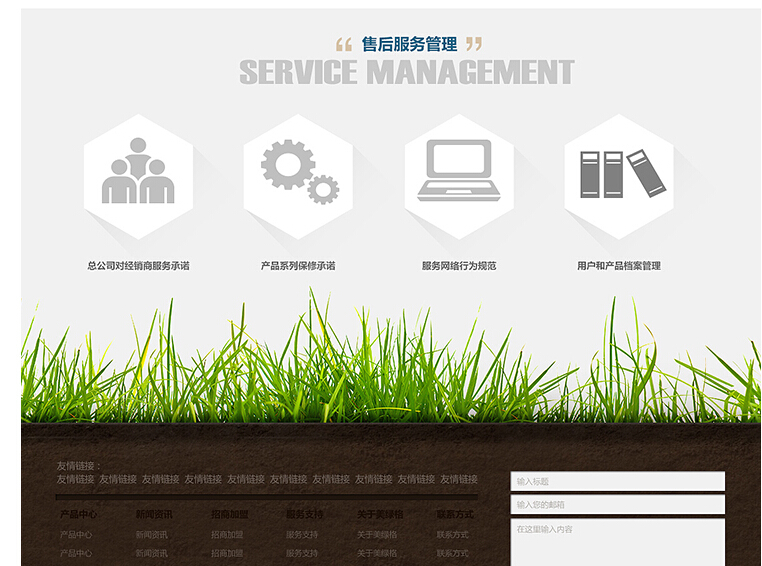 “ 售后服务管理 ”
SERVICE MANAGEMENT
总公司对经销商服务承诺 产品系列保修承诺 服务网络行为规范 用户和产品档案管理
友情链接：
友情链接 友情链接 友情链接 友情链接 友情链接 友情链接 友情链接 友情链接 友情链接 友情链接
产品中心 新闻资讯 招商加盟 服务支持 关于美缘格 联系方式
产品中心 新闻资讯 招商加盟 服务支持 关于美缘格 联系方式
产品中心 新闻资讯 招商加盟 服务支持 关于美缘格 联系方式
输入标题
输入您的邮箱
在这里输入内容